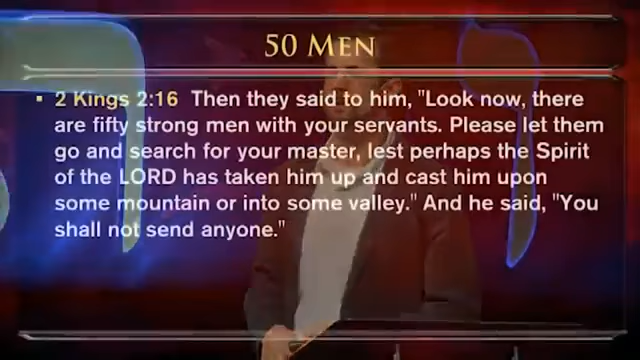 50 MEN
▪ 2 Kings 2:16 Then they said to him, "Look now, there
are fifty strong men with your servants. Please let them
go and search for your master, lest perhaps the Spirit
of the LORD has taken him up and cast him upon
some mountain or into some valley." And he said, "You
shall not send anyone."